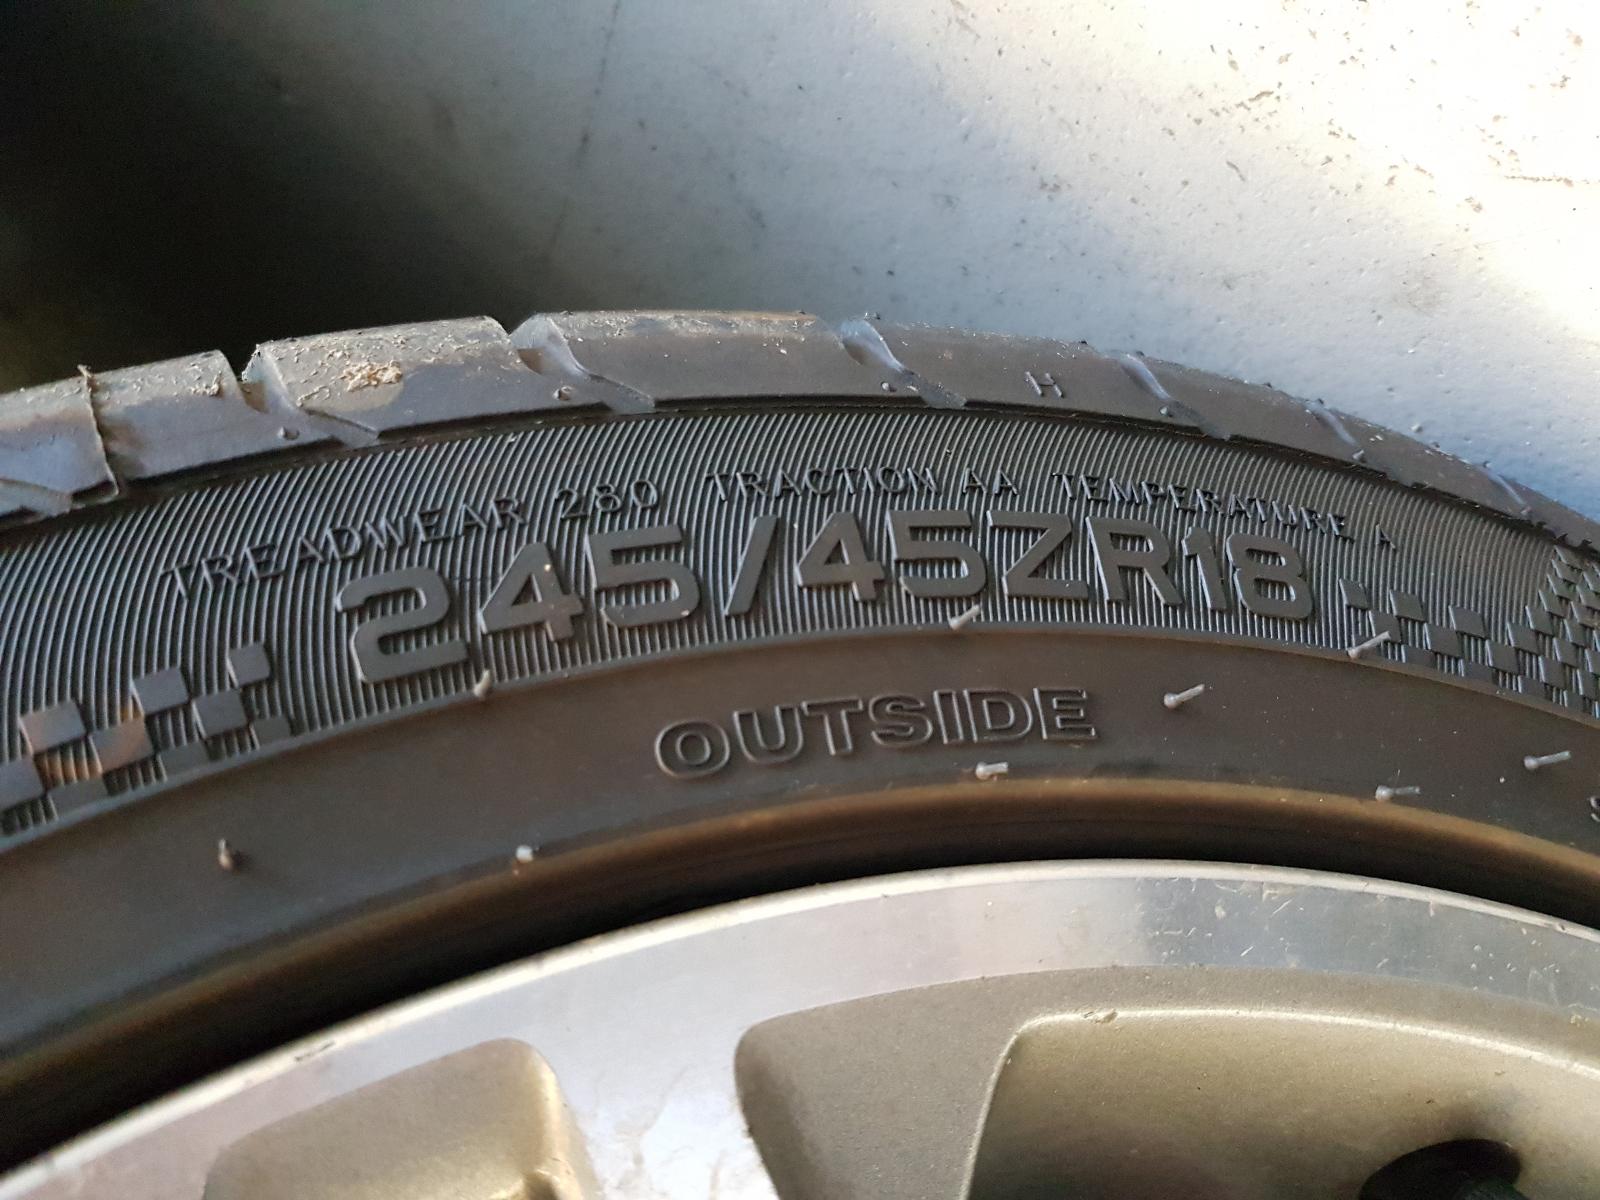 H
TREADWEAR 280 TRACTION AA TEMPERATURE A
245/45ZR18
OUTSIDE